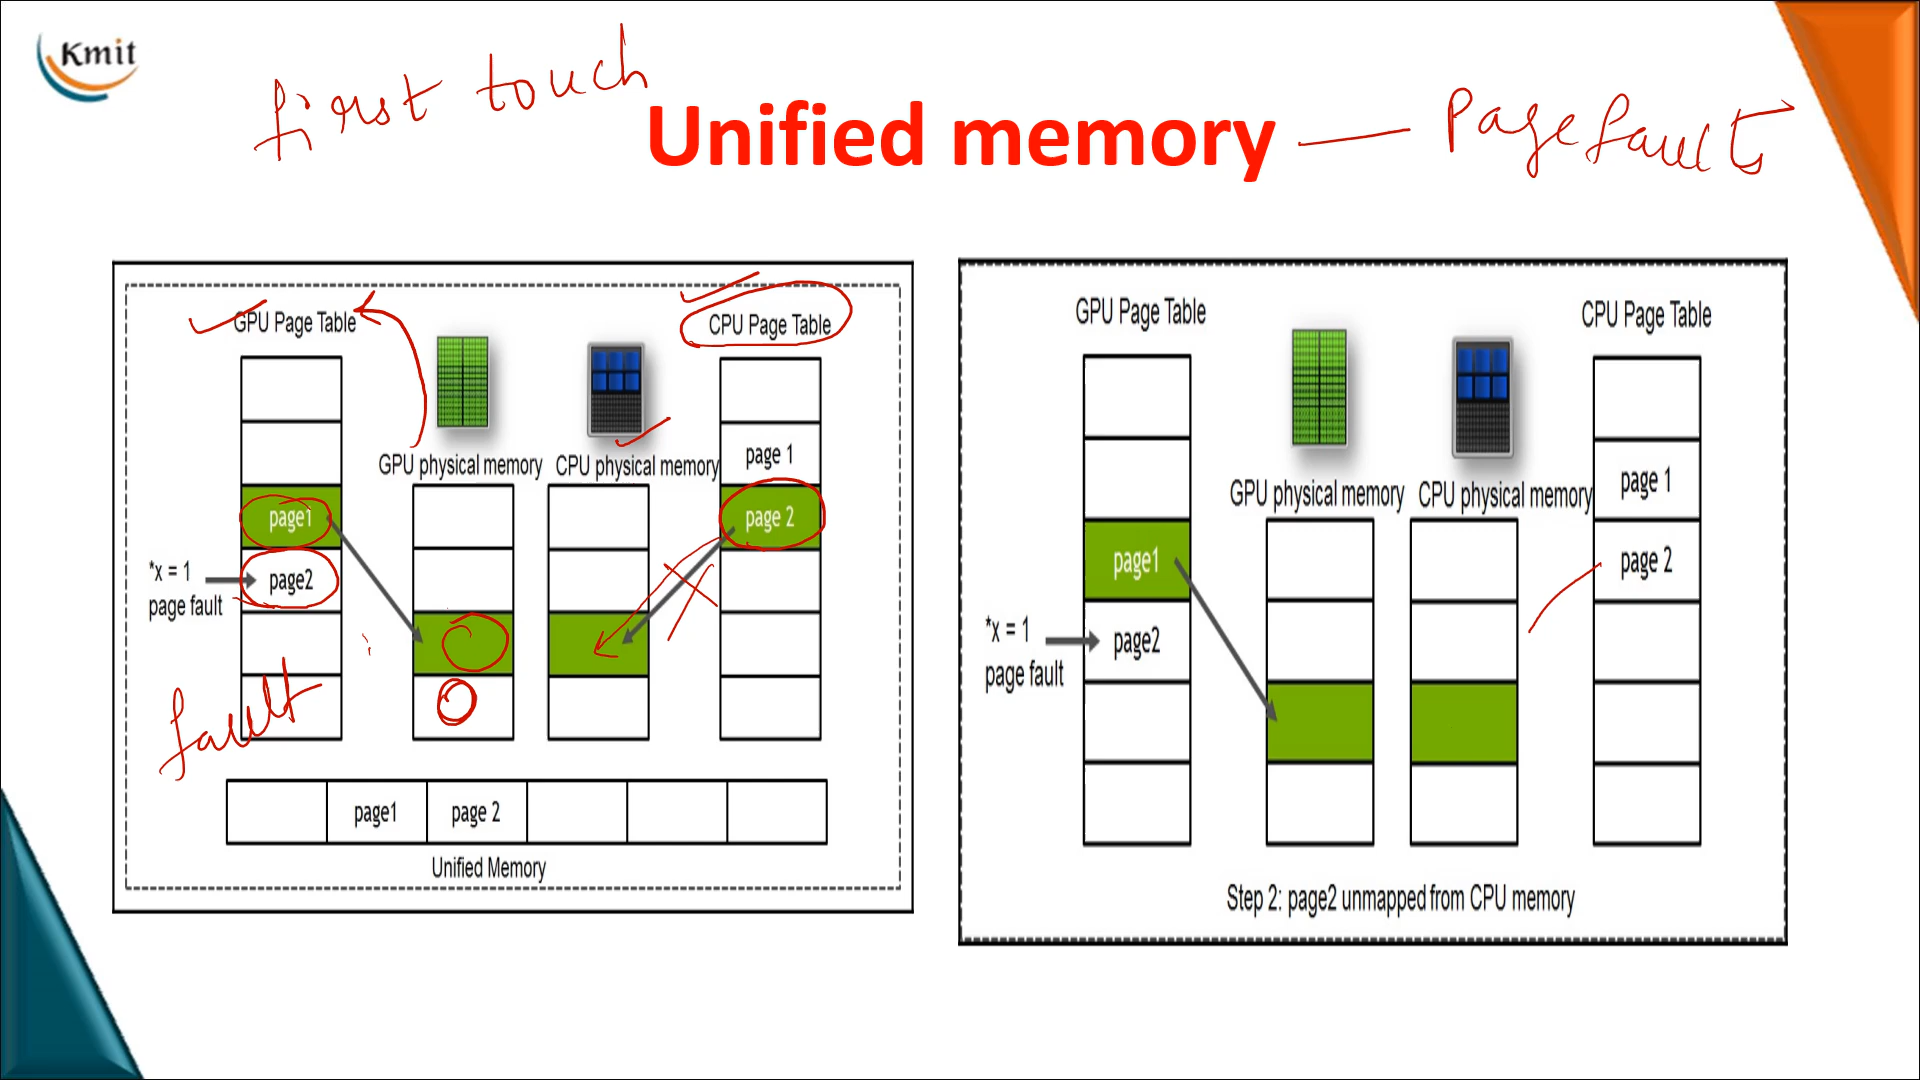 Kmit
first touch
Unified memory — Page faults
GPU Page Table
CPU Page Table
GPU physical memory
CPU physical memory
page 1
page1
page 2
*x = 1
page fault
page2
fault
page1
page 2
Unified Memory
GPU Page Table
CPU Page Table
GPU physical memory
CPU physical memory
page 1
page1
page 2
*x = 1
page fault
page2
Step 2: page2 unmapped from CPU memory